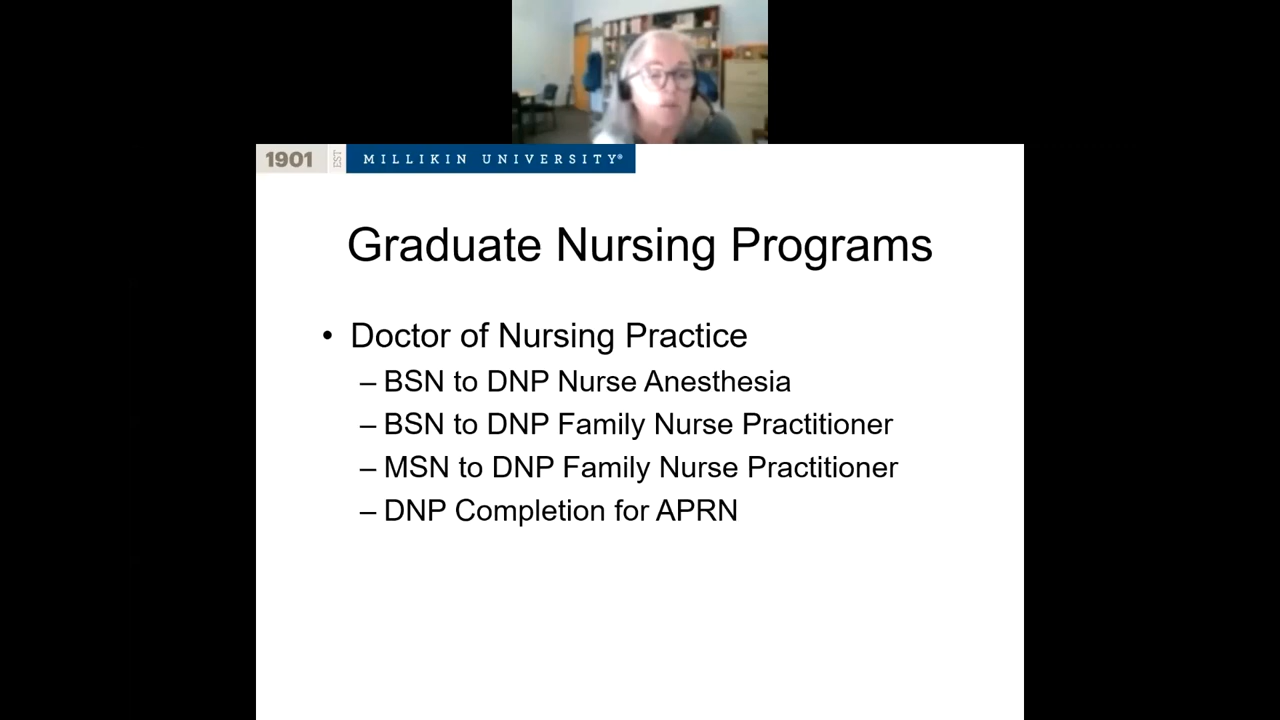 1901 EST MILLIKIN UNIVERSITY®
Graduate Nursing Programs
• Doctor of Nursing Practice
– BSN to DNP Nurse Anesthesia
– BSN to DNP Family Nurse Practitioner
– MSN to DNP Family Nurse Practitioner
– DNP Completion for APRN